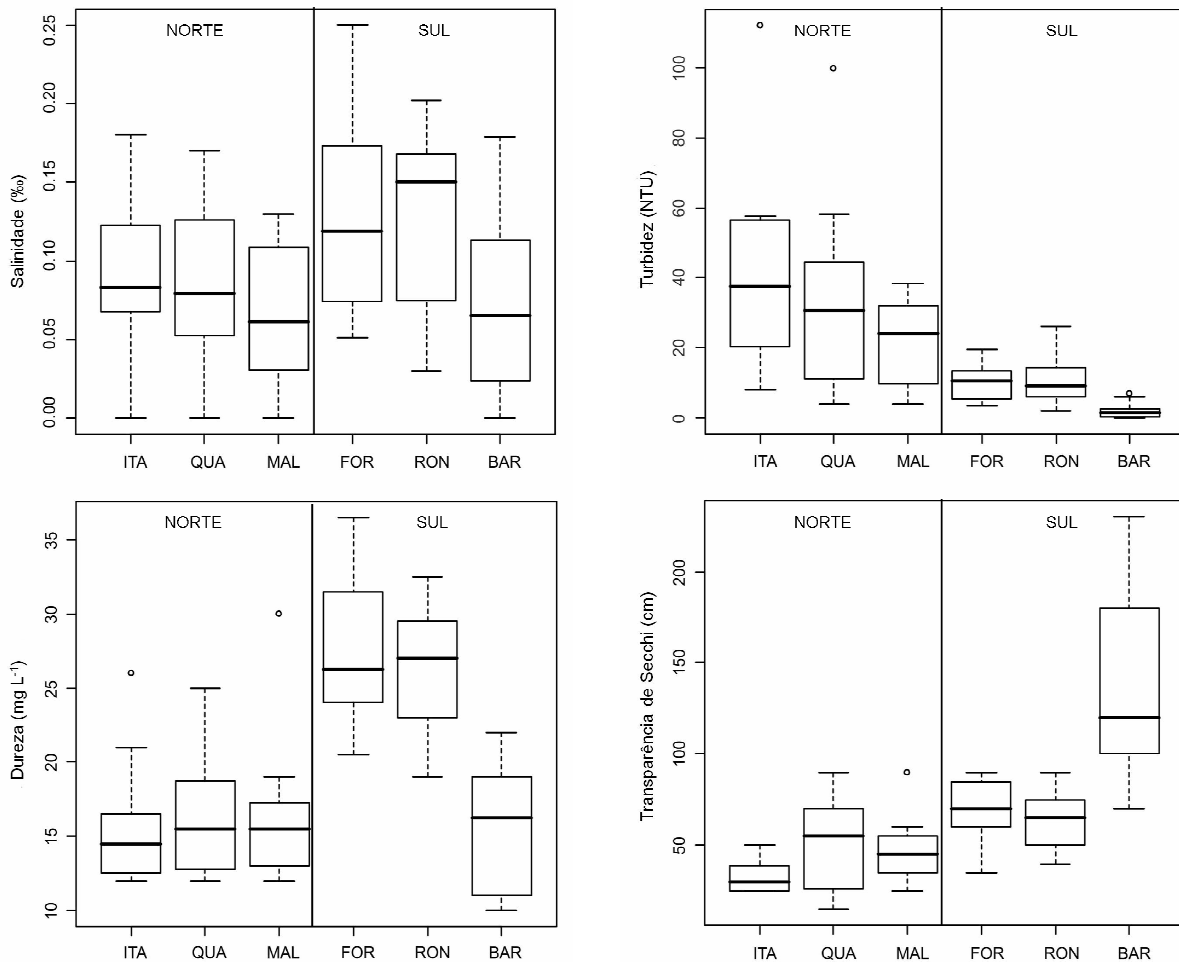 NORTE SUL
Salinidade (‰)
0.25
0.20
0.15
0.10
0.05
0.00
ITA QUA MAL FOR RON BAR
NORTE SUL
Turbidez (NTU)
100
80
60
40
20
0
ITA QUA MAL FOR RON BAR
NORTE SUL
Dureza (mg L-1)
35
30
25
20
15
10
ITA QUA MAL FOR RON BAR
NORTE SUL
Transparência de Secchi (cm)
200
150
100
50
ITA QUA MAL FOR RON BAR